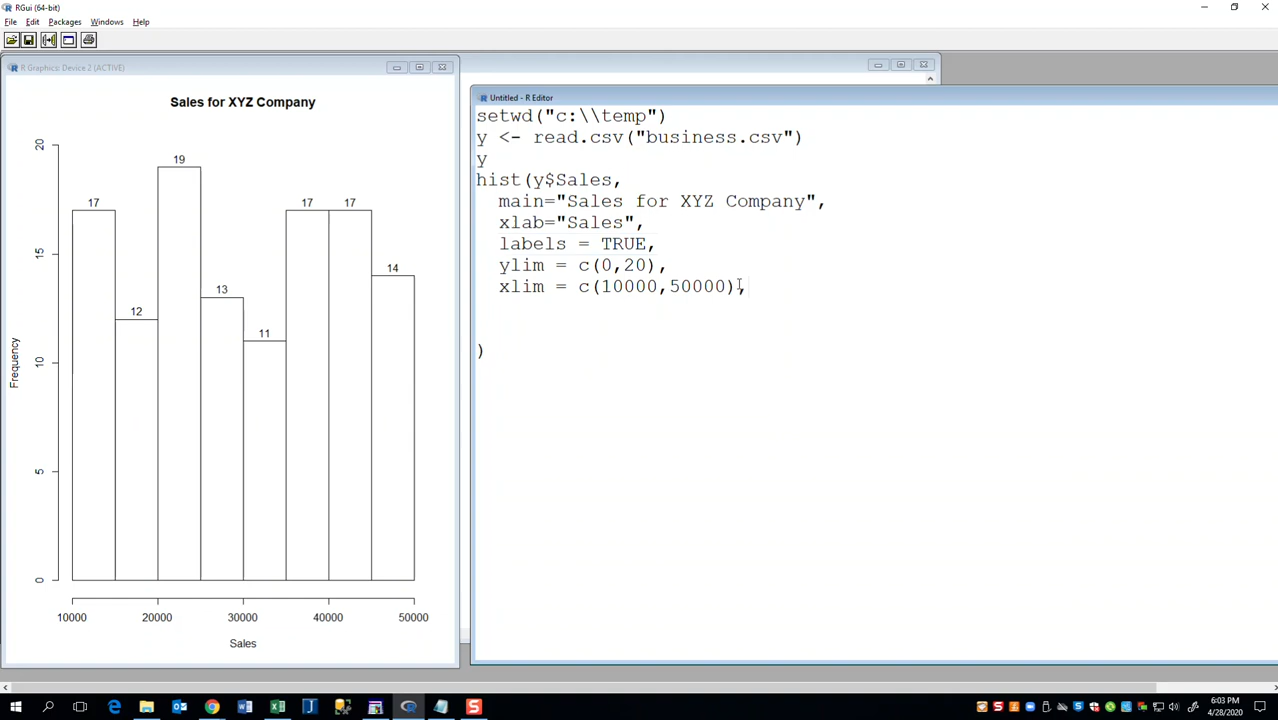 RGui (64-bit)
File Edit Packages Windows Help
R Graphics: Device 2 (ACTIVE)
Sales for XYZ Company
20
15
10
5
0
Frequency
17
12
19
13
11
17
17
14
10000 20000 30000 40000 50000
Sales
Untitled - R Editor
setwd("c:\\temp")
y <- read.csv("business.csv")
y
hist(y$Sales,
main="Sales for XYZ Company",
xlab="Sales",
labels = TRUE,
ylim = c(0,20),
xlim = c(10000,50000),
)
6:03 PM
4/28/2020